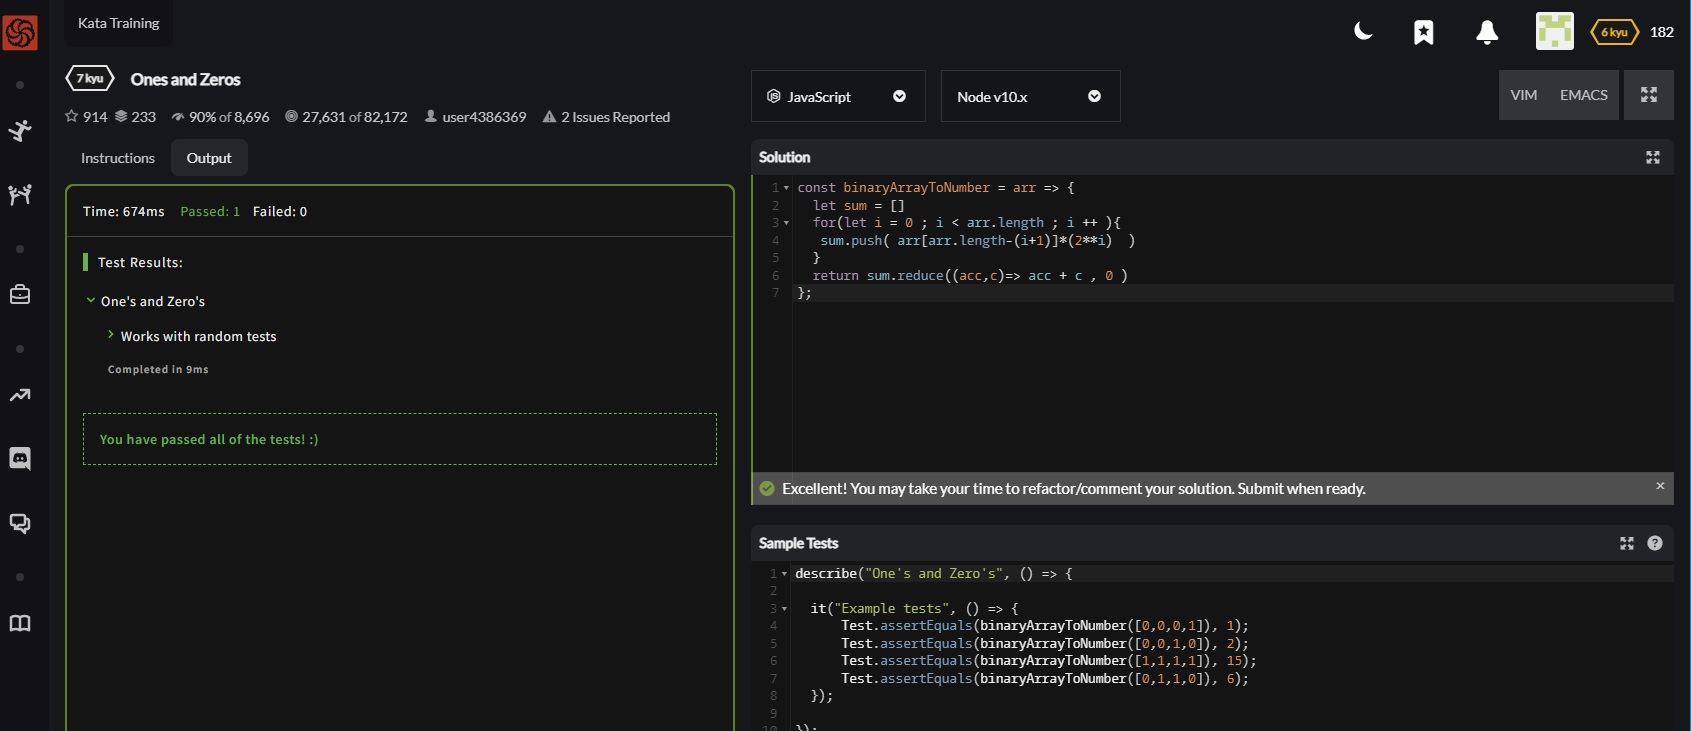 Kata Training
6 kyu 182
7 kyu Ones and Zeros
914 233 90% of 8,696 27,631 of 82,172 user4386369 2 Issues Reported
Instructions Output
Time: 674ms Passed: 1 Failed: 0
Test Results:
One's and Zero's
Works with random tests
Completed in 9ms
You have passed all of the tests! :)
JavaScript Node v10.x VIM EMACS
Solution
1 const binaryArrayToNumber = arr => {
2 let sum = []
3 for(let i = 0 ; i < arr.length ; i ++ ){
4 sum.push( arr[arr.length-(i+1)]*(2**i) )
5 }
6 return sum.reduce((acc,c)=> acc + c , 0 )
7 };
Excellent! You may take your time to refactor/comment your solution. Submit when ready. ×
Sample Tests ?
1 describe("One's and Zero's", () => {
2
3 it("Example tests", () => {
4 Test.assertEquals(binaryArrayToNumber([0,0,0,1]), 1);
5 Test.assertEquals(binaryArrayToNumber([0,0,1,0]), 2);
6 Test.assertEquals(binaryArrayToNumber([1,1,1,1]), 15);
7 Test.assertEquals(binaryArrayToNumber([0,1,1,0]), 6);
8 });
9
10 });